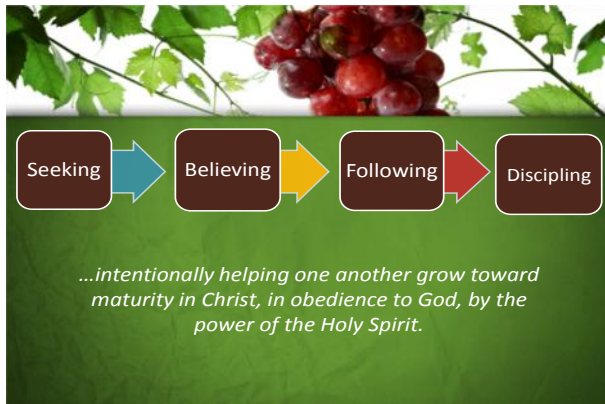 Seeking
Believing
Following
Discipling
...intentionally helping one another grow toward
maturity in Christ, in obedience to God, by the
power of the Holy Spirit.